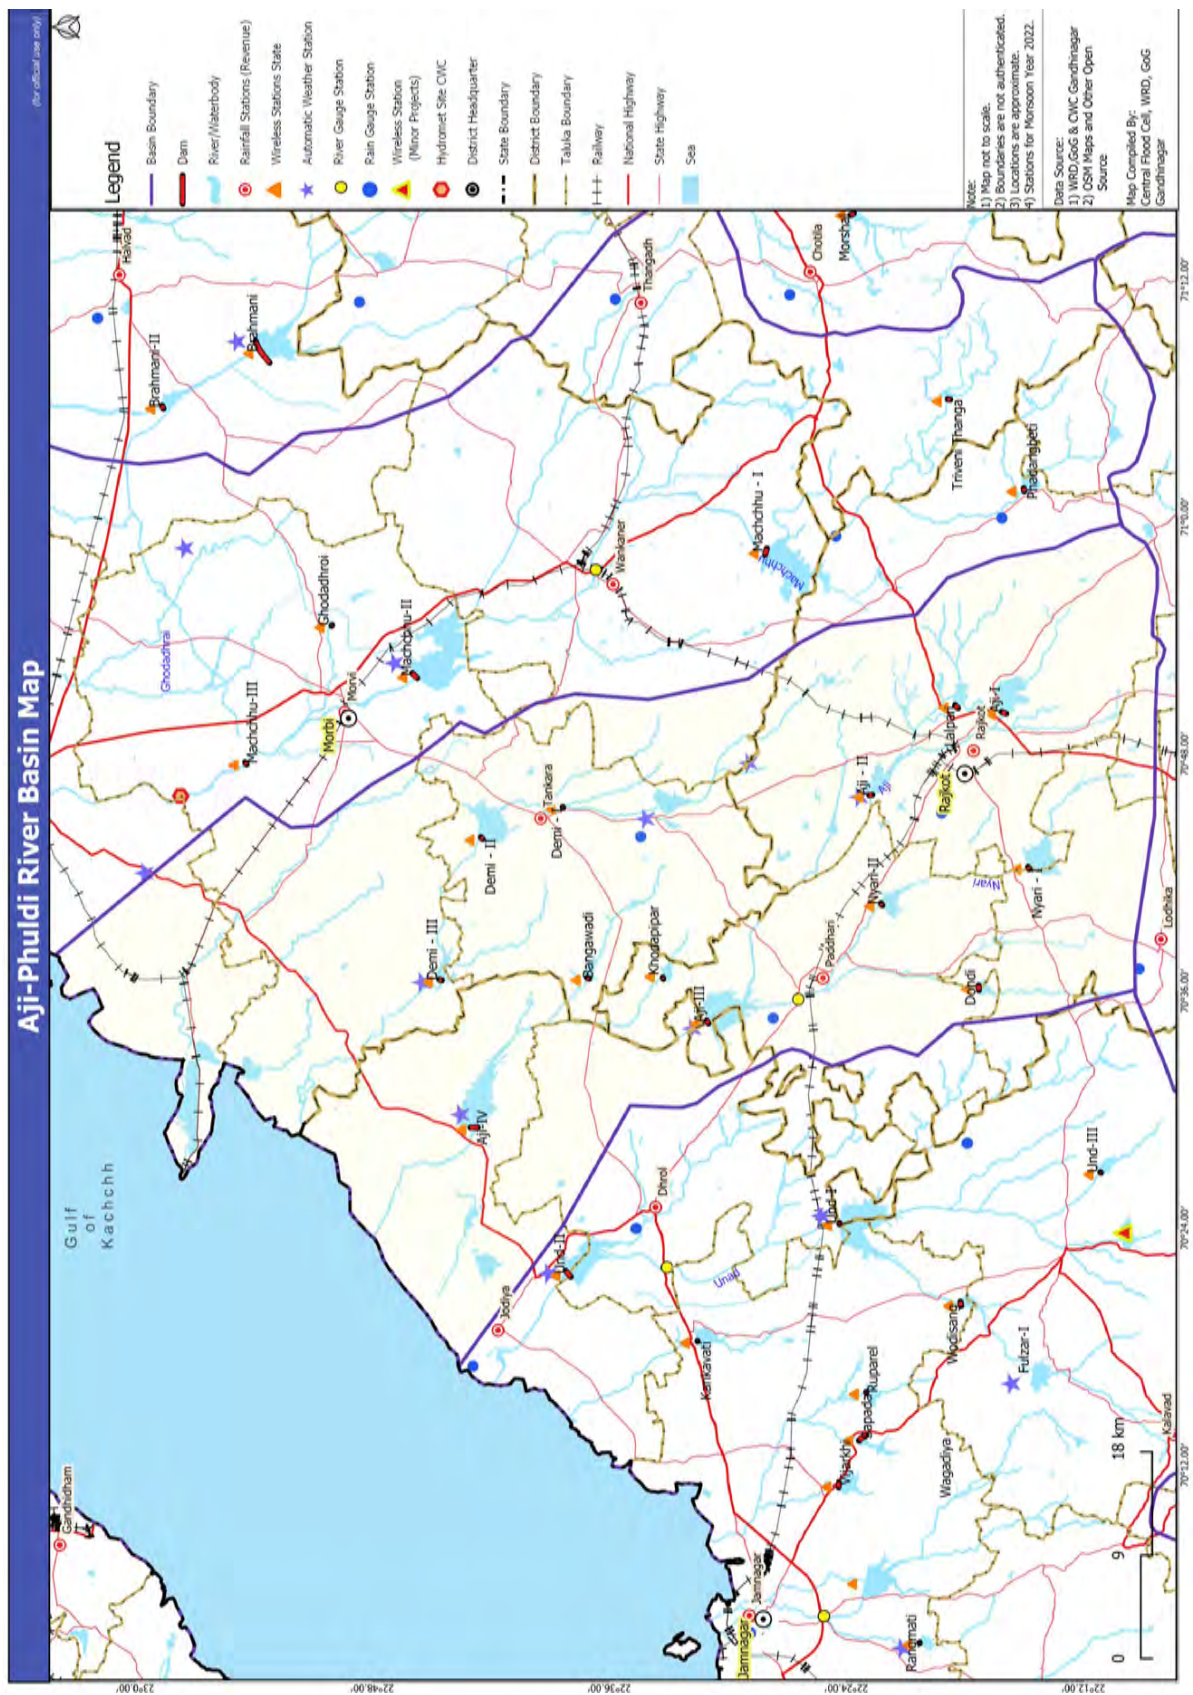 Aji-Phuldi River Basin Map
(for official use only)
Legend
Basin Boundary
Dam
River/Waterbody
Rainfall Stations (Revenue)
Wireless Stations State
Automatic Weather Station
River Gauge Station
Rain Gauge Station
Wireless Station
(Minor Projects)
Hydromet Site CWC
District Headquarter
State Boundary
District Boundary
Taluka Boundary
Railway
National Highway
State Highway
Sea
Note:
1) Map not to scale.
2) Boundaries are not authenticated.
3) Locations are approximate.
4) Stations for Monsoon Year 2022.
Data Source:
1) WRD,GoG & CWC Gandhinagar
2) OSM Maps and Other Open
Source
Map Compiled By:
Central Flood Cell, WRD, GoG
Gandhinagar
Gulf
of
Kachchh
Gandhidham
Halvad
Brahmani-II
Brahmani
Ghodadhroi
Ghodadhrai
Machchhu-III
Machchhu-II
Morbi
Morvi
Thangadh
Chotila
Wankaner
Machchhu - I
Machchhu
Triveni Thanga
Phadangbeti
Demi - II
Demi - I
Tankara
Demi - III
Bangawadi
Khodapipar
Aji-III
Aji - II
Aji
Lalpari
Aji-I
Rajkot
Rajkot
Nyari-II
Nyari
Nyari - I
Paddhari
Dondi
Lodhika
Aji-IV
Und-II
Dhrol
Jodiya
Und-I
Und-III
Kankavati
Wodisang
Fulzar-I
Ruparel
Sapada
Vijarkhi
Wagadiya
Kalavad
Jamnagar
Jamnagar
Rangmati
0 9 18 km
70°12.00'
70°24.00'
70°36.00'
70°48.00'
71°0.00'
71°12.00'
23°0.00'
22°48.00'
22°36.00'
22°24.00'
22°12.00'